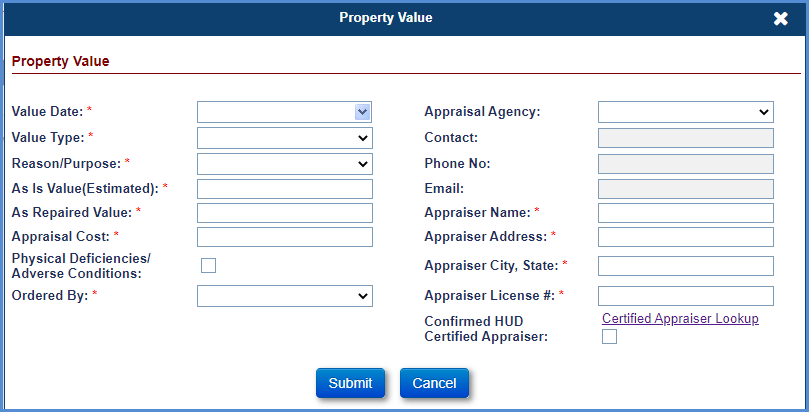 Property Value
Property Value
Value Date: *
Appraisal Agency:
Value Type: *
Contact:
Reason/Purpose: *
Phone No:
As Is Value(Estimated): *
Email:
As Repaired Value: *
Appraiser Name: *
Appraisal Cost: *
Appraiser Address: *
Physical Deficiencies/
Adverse Conditions:
Appraiser City, State: *
Ordered By: *
Appraiser License #: *
Confirmed HUD
Certified Appraiser:
Certified Appraiser Lookup
Submit
Cancel